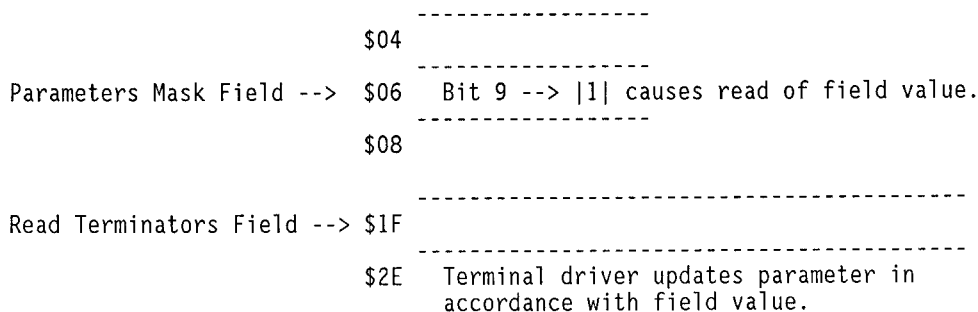 $04
Parameters Mask Field --> $06 Bit 9 --> |1| causes read of field value.
$08
Read Terminators Field --> $1F
$2E Terminal driver updates parameter in
accordance with field value.